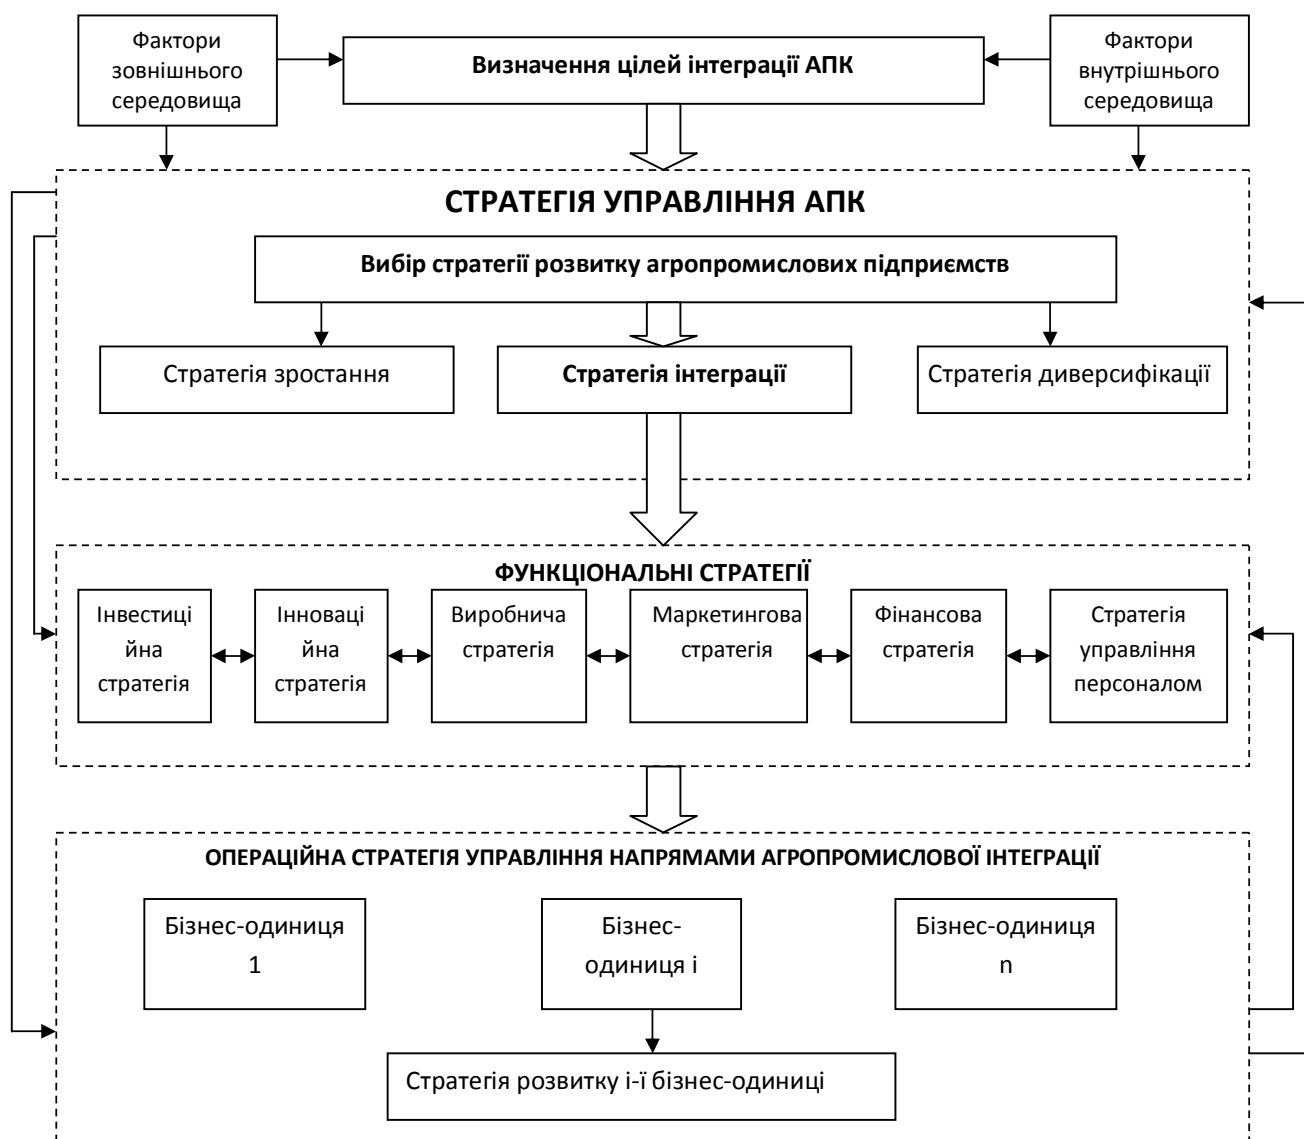 Фактори
зовнішнього
середовища
Визначення цілей інтеграції АПК
Фактори
внутрішнього
середовища
СТРАТЕГІЯ УПРАВЛІННЯ АПК
Вибір стратегії розвитку агропромислових підприємств
Стратегія зростання
Стратегія інтеграції
Стратегія диверсифікації
ФУНКЦІОНАЛЬНІ СТРАТЕГІЇ
Інвестиці
йна
стратегія
Інноваці
йна
стратегія
Виробнича
стратегія
Маркетингова
стратегія
Фінансова
стратегія
Стратегія
управління
персоналом
ОПЕРАЦІЙНА СТРАТЕГІЯ УПРАВЛІННЯ НАПРЯМАМИ АГРОПРОМИСЛОВОЇ ІНТЕГРАЦІЇ
Бізнес-одиниця
1
Бізнес-
одиниця і
Бізнес-одиниця
n
Стратегія розвитку і-ї бізнес-одиниці